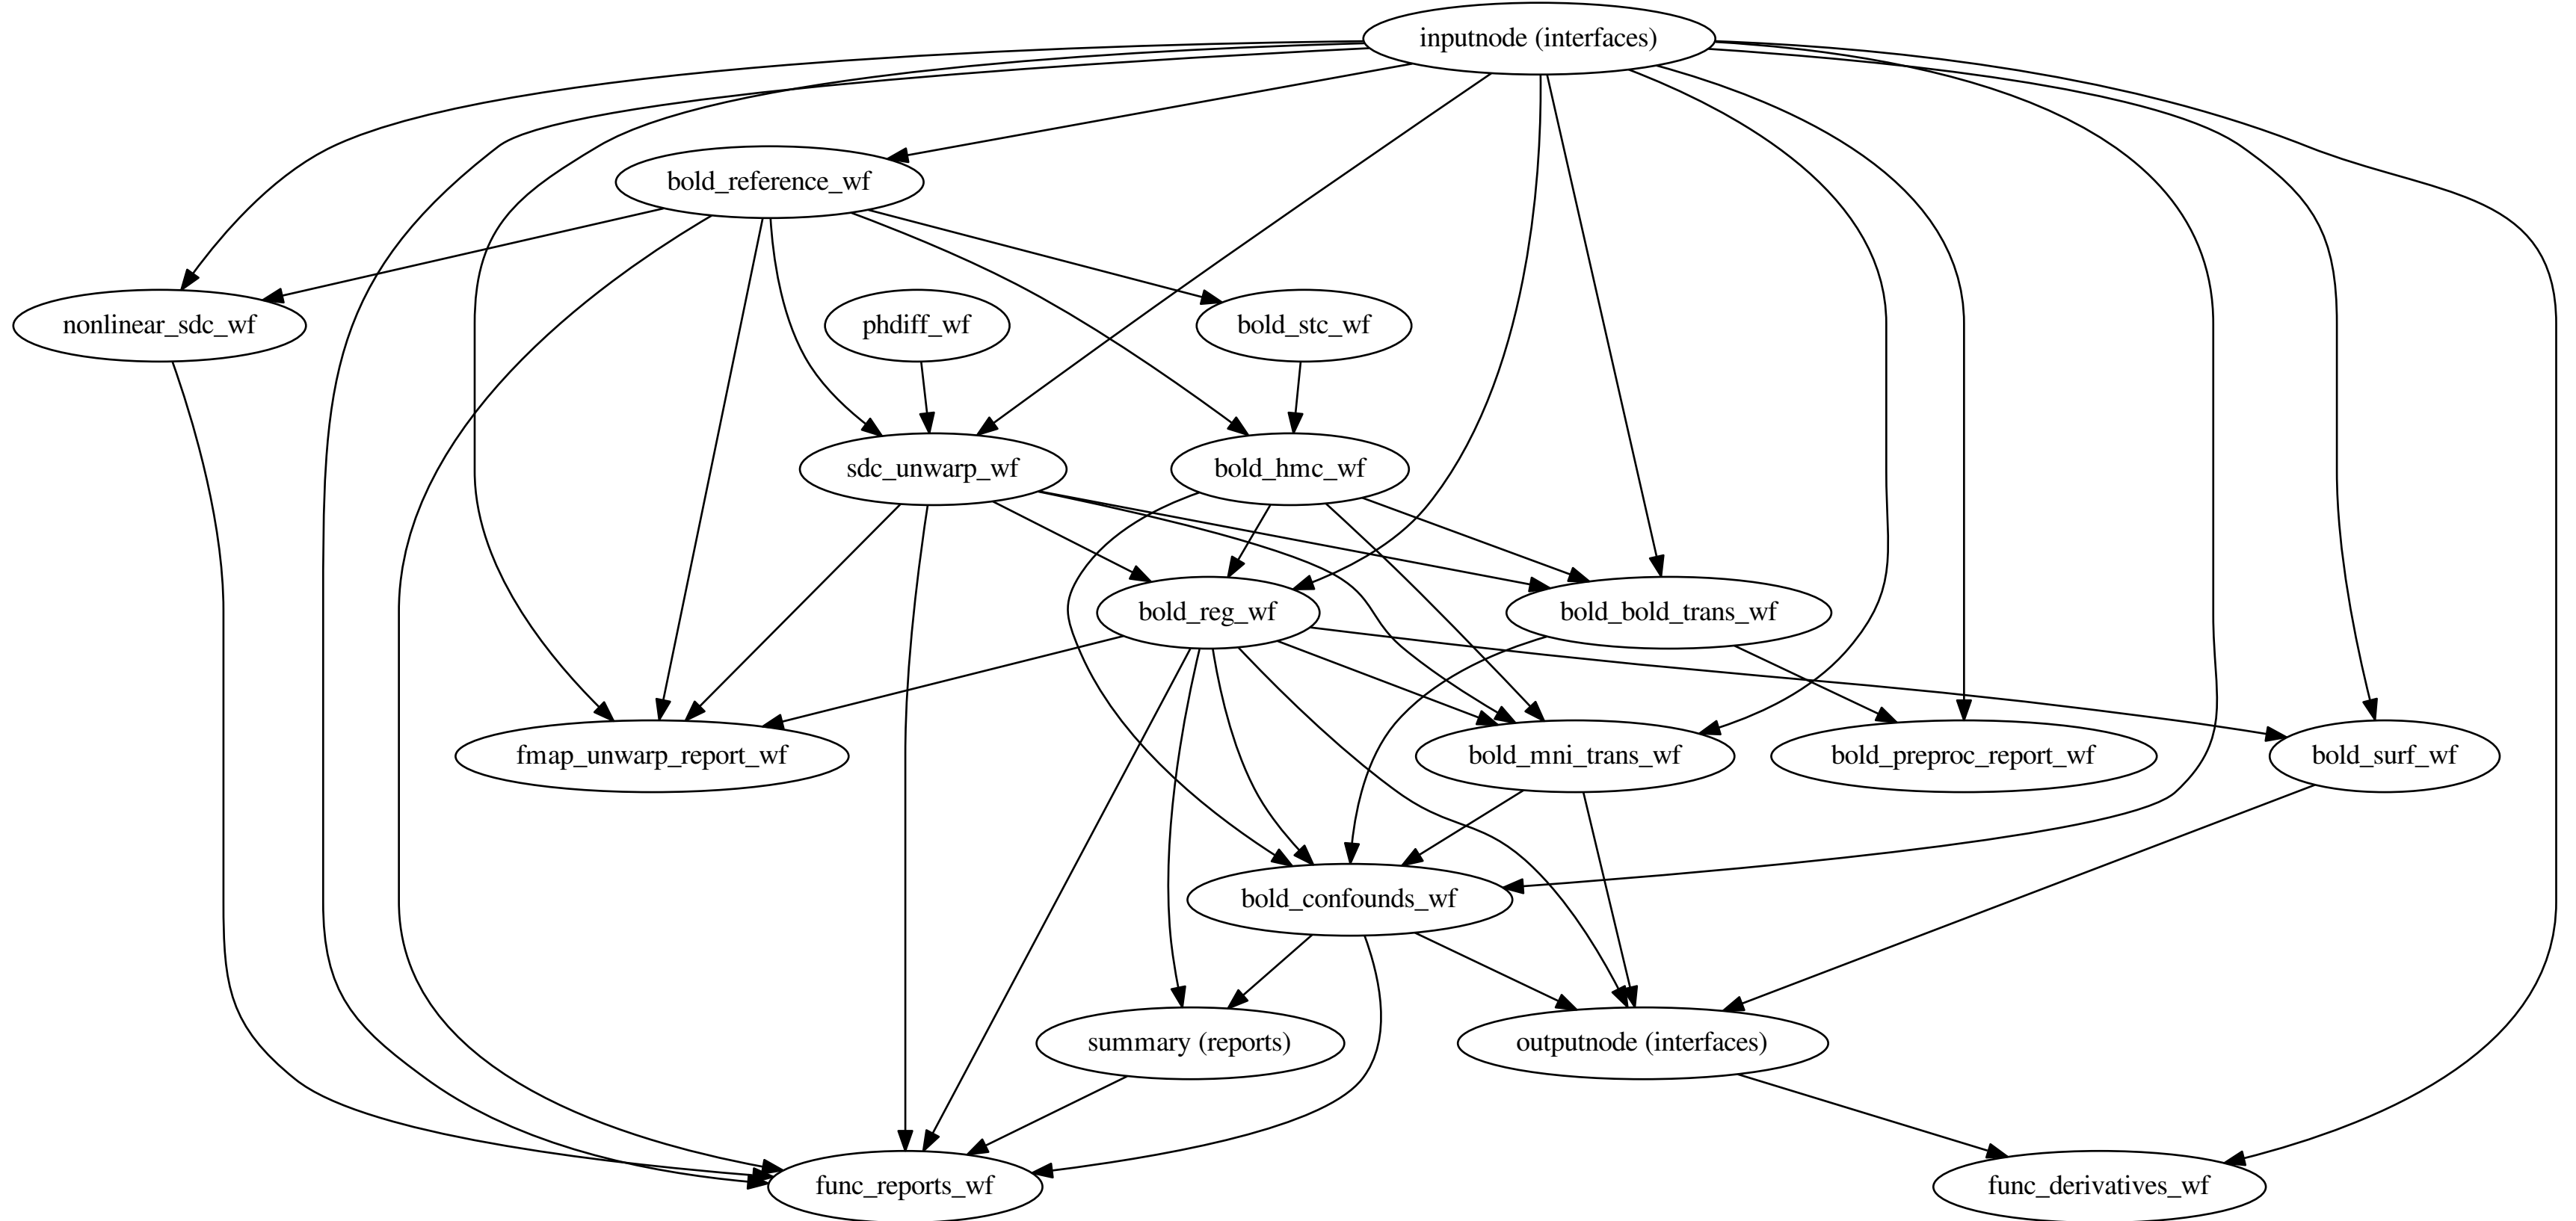 inputnode (interfaces)
bold_reference_wf
nonlinear_sdc_wf
phdiff_wf
bold_stc_wf
sdc_unwarp_wf
bold_hmc_wf
bold_reg_wf
bold_bold_trans_wf
fmap_unwarp_report_wf
bold_mni_trans_wf
bold_preproc_report_wf
bold_surf_wf
bold_confounds_wf
summary (reports)
outputnode (interfaces)
func_reports_wf
func_derivatives_wf